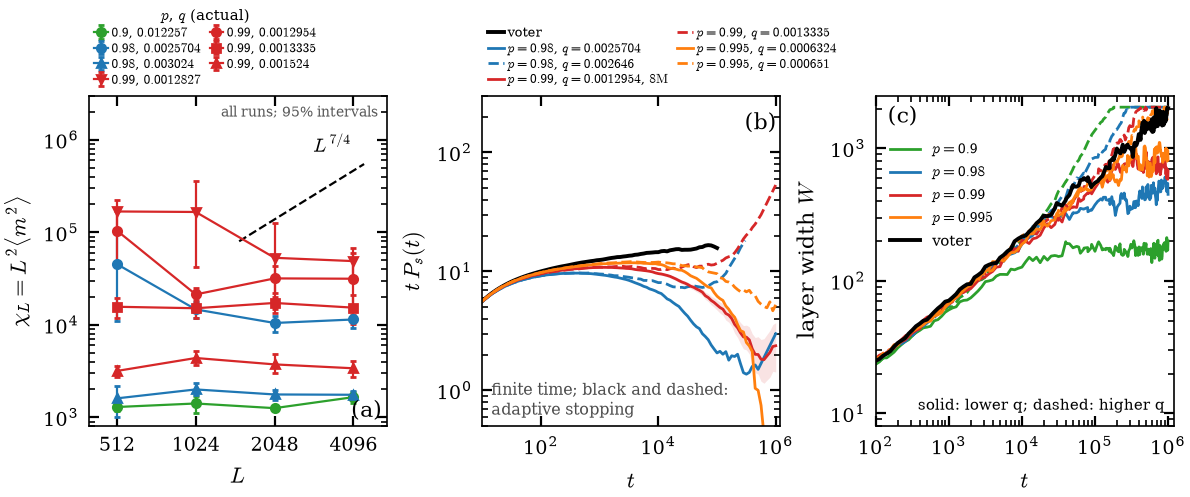 p, q (actual)
0.9, 0.012257
0.98, 0.0025704
0.98, 0.003024
0.99, 0.0012827
0.99, 0.0012954
0.99, 0.0013335
0.99, 0.001524
all runs; 95% intervals
L^{7/4}
(a)
10^6
10^5
10^4
10^3
χ_L = L^2⟨m^2⟩
512 1024 2048 4096
L
voter
p = 0.98, q = 0.0025704
p = 0.98, q = 0.002646
p = 0.99, q = 0.0012954, 8M
p = 0.99, q = 0.0013335
p = 0.995, q = 0.0006324
p = 0.995, q = 0.000651
(b)
10^2
10^1
10^0
t P_s(t)
finite time; black and dashed:
adaptive stopping
10^2 10^4 10^6
t
(c)
p = 0.9
p = 0.98
p = 0.99
p = 0.995
voter
10^3
10^2
10^1
layer width W
solid: lower q; dashed: higher q
10^2 10^3 10^4 10^5 10^6
t